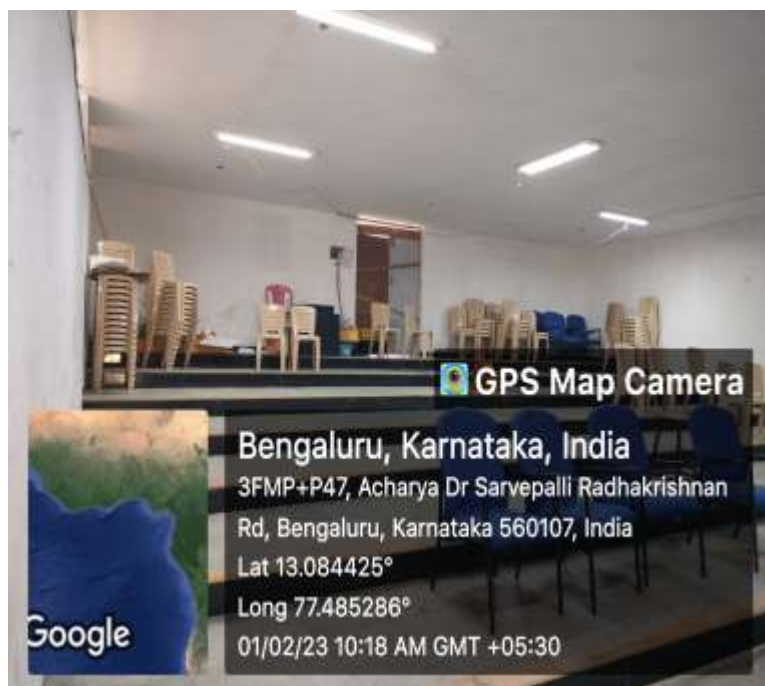 GPS Map Camera
Bengaluru, Karnataka, India
3FMP+P47, Acharya Dr Sarvepalli Radhakrishnan
Rd, Bengaluru, Karnataka 560107, India
Lat 13.084425°
Long 77.485286°
01/02/23 10:18 AM GMT +05:30
Google